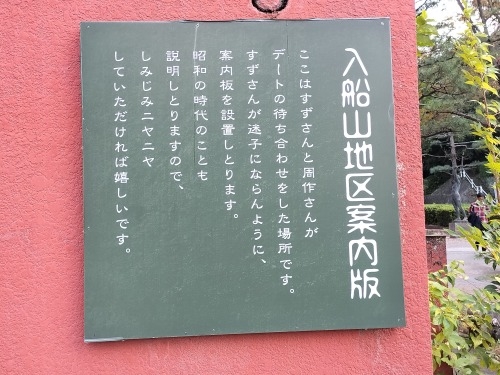 入船山地区案内版
ここはすずさんと周作さんが
デートの待ち合わせをした場所です。
すずさんが迷子にならんように、
案内板を設置しとります。
昭和の時代のことも
説明しとりますので、
しみじみニヤニヤ
していただければ嬉しいです。